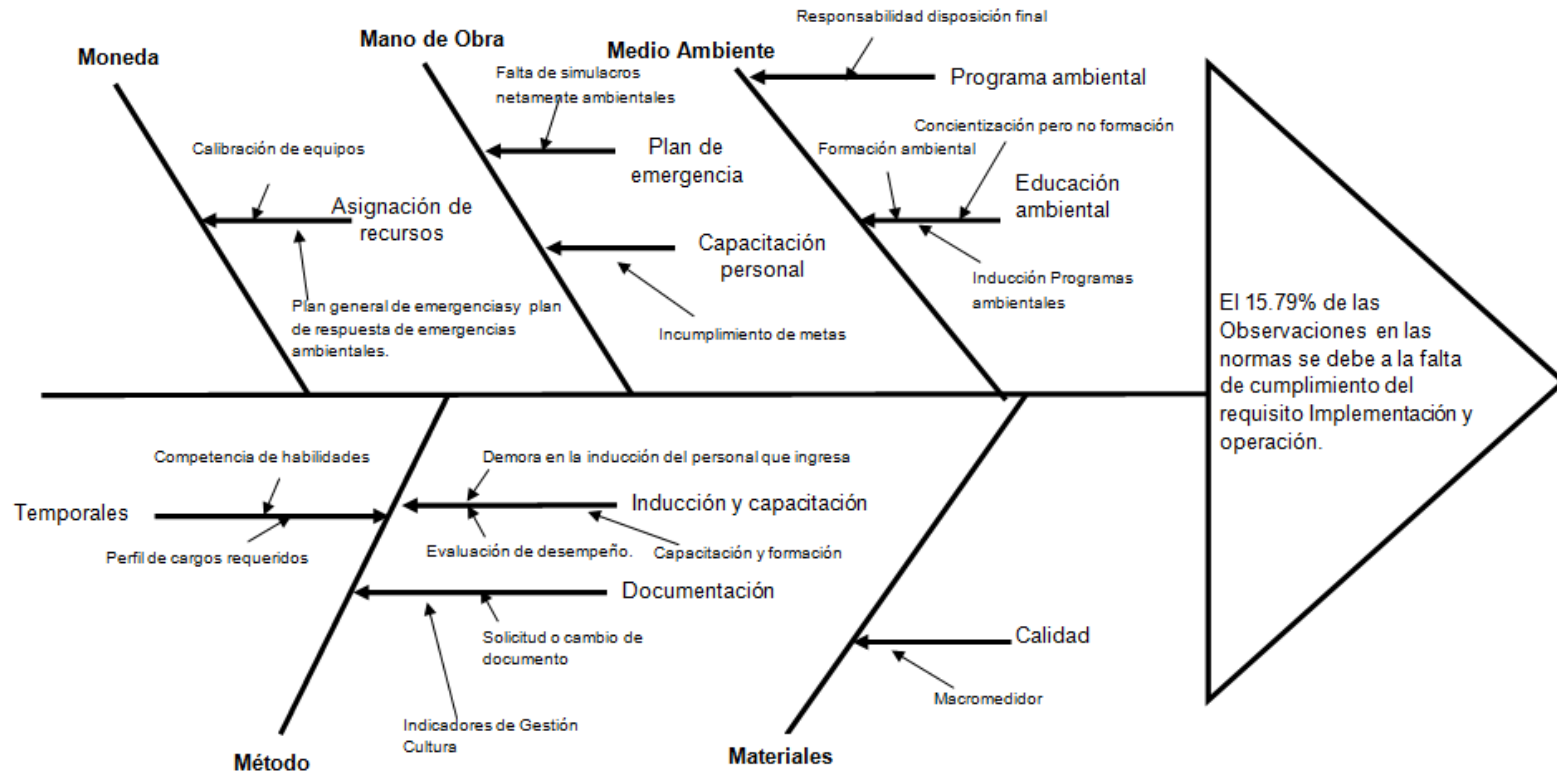 Responsabilidad disposición final
Mano de Obra
Medio Ambiente
Moneda
Falta de simulacros
netamente ambientales
Programa ambiental
Concientización pero no formación
Calibración de equipos
Plan de
emergencia
Formación ambiental
Educación
ambiental
Asignación de
recursos
Capacitación
personal
Inducción Programas
ambientales
Plan general de emergenciasy plan
de respuesta de emergencias
ambientales.
Incumplimiento de metas
El 15.79% de las
Observaciones en las
normas se debe a la falta
de cumplimiento del
requisito Implementación y
operación.
Competencia de habilidades
Demora en la inducción del personal que ingresa
Temporales
Inducción y capacitación
Perfil de cargos requeridos
Evaluación de desempeño.
Capacitación y formación
Documentación
Solicitud o cambio de
documento
Calidad
Macromedidor
Indicadores de Gestión
Cultura
Método
Materiales